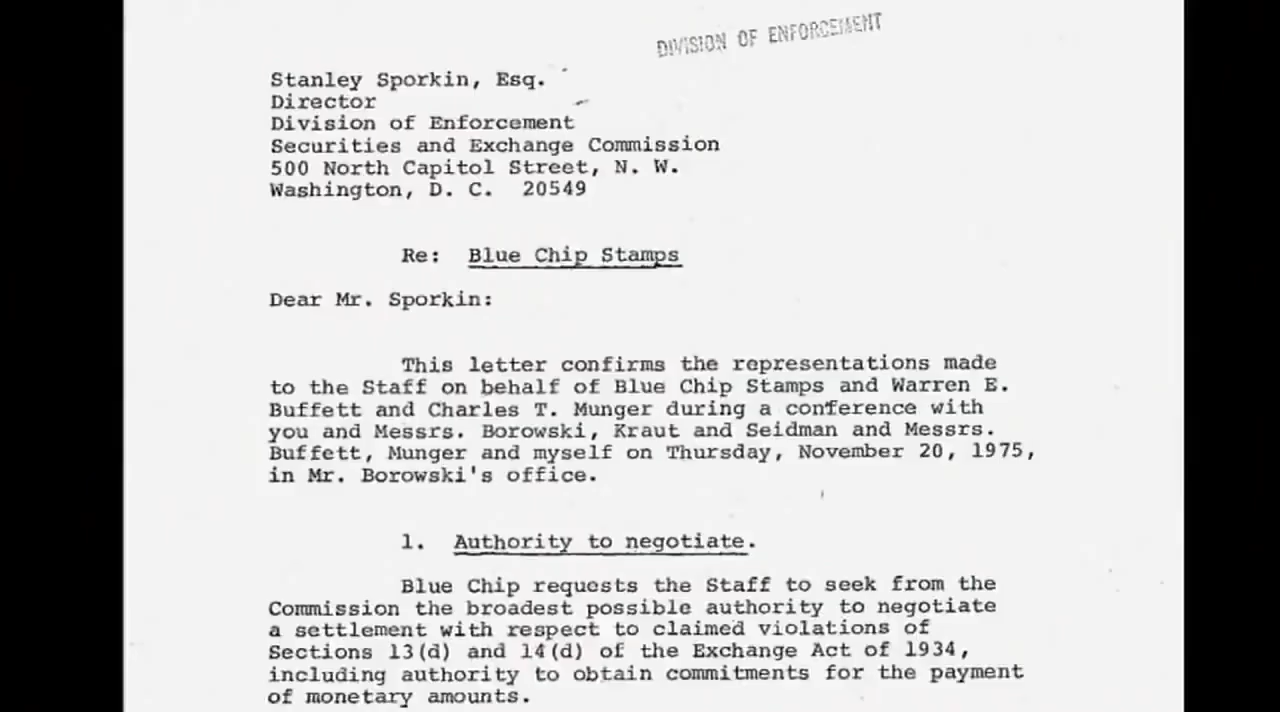 DIVISION OF ENFORCEMENT
Stanley Sporkin, Esq.
Director
Division of Enforcement
Securities and Exchange Commission
500 North Capitol Street, N. W.
Washington, D. C. 20549
Re: Blue Chip Stamps
Dear Mr. Sporkin:
This letter confirms the representations made
to the Staff on behalf of Blue Chip Stamps and Warren E.
Buffett and Charles T. Munger during a conference with
you and Messrs. Borowski, Kraut and Seidman and Messrs.
Buffett, Munger and myself on Thursday, November 20, 1975,
in Mr. Borowski's office.
1. Authority to negotiate.
Blue Chip requests the Staff to seek from the
Commission the broadest possible authority to negotiate
a settlement with respect to claimed violations of
Sections 13(d) and 14(d) of the Exchange Act of 1934,
including authority to obtain commitments for the payment
of monetary amounts.